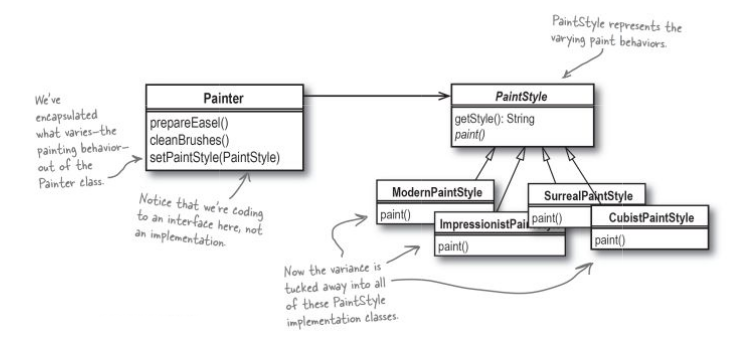 PaintStyle represents the
varying paint behaviors.
We've
encapsulated
what varies—the
painting behavior—
out of the
Painter class.
Painter
prepareEasel()
cleanBrushes()
setPaintStyle(PaintStyle)
PaintStyle
getStyle(): String
paint()
Notice that we're coding
to an interface here, not
an implementation.
ModernPaintStyle
paint()
ImpressionistPai
paint()
SurrealPaintStyle
paint()
CubistPaintStyle
paint()
Now the variance is
tucked away into all
of these PaintStyle
implementation classes.